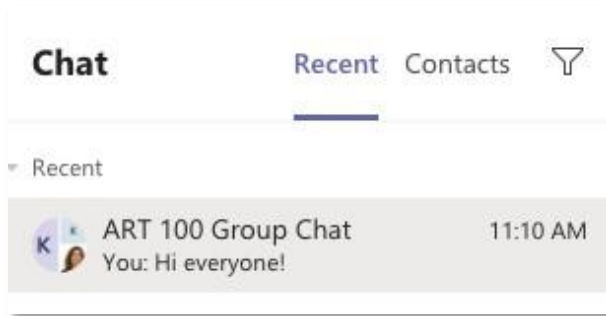 Chat Recent Contacts
Recent
ART 100 Group Chat 11:10 AM
K K You: Hi everyone!